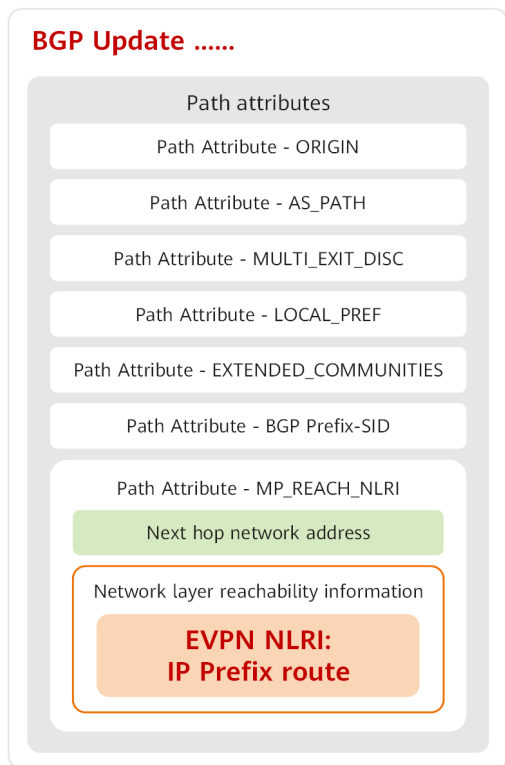 BGP Update ......
Path attributes
Path Attribute - ORIGIN
Path Attribute - AS_PATH
Path Attribute - MULTI_EXIT_DISC
Path Attribute - LOCAL_PREF
Path Attribute - EXTENDED_COMMUNITIES
Path Attribute - BGP Prefix-SID
Path Attribute - MP_REACH_NLRI
Next hop network address
Network layer reachability information
EVPN NLRI:
IP Prefix route